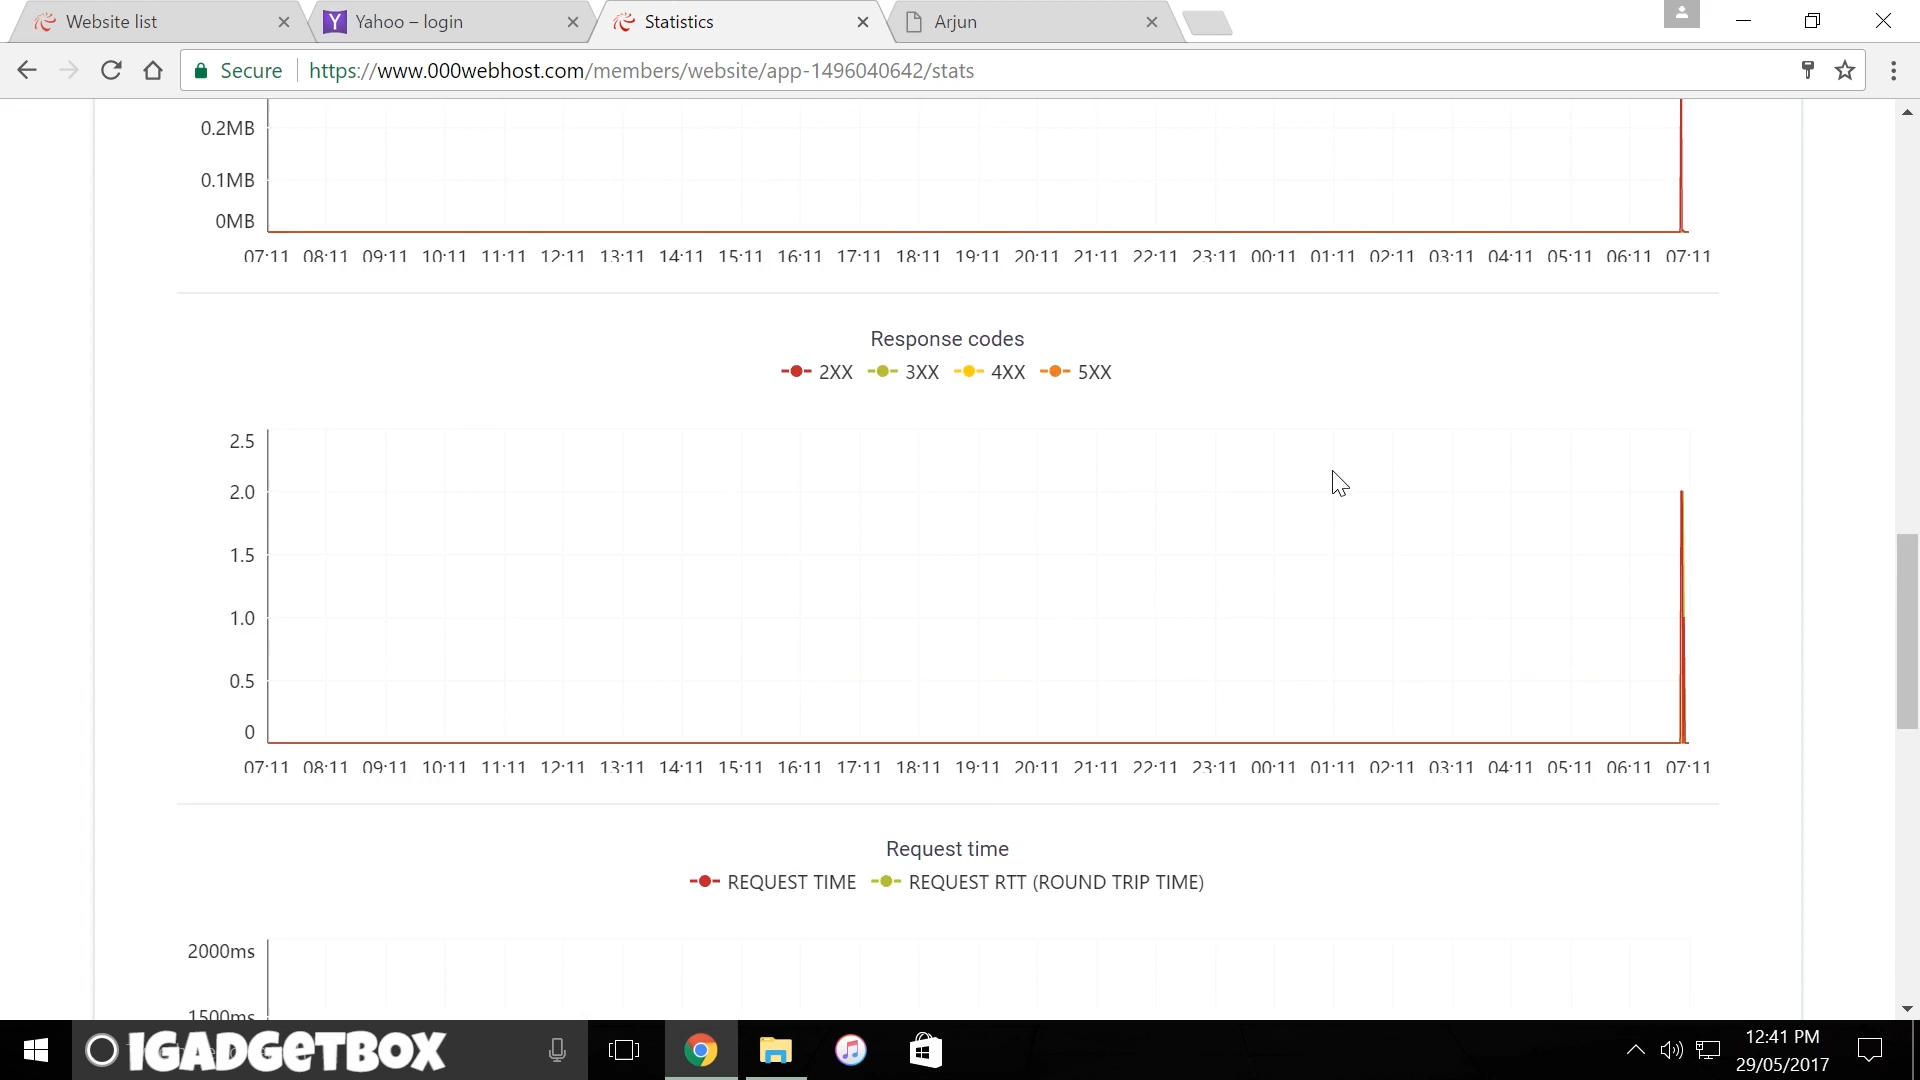 Website list
Yahoo – login
Statistics
Arjun
Secure
https://www.000webhost.com/members/website/app-1496040642/stats
0.2MB
0.1MB
0MB
07:11 08:11 09:11 10:11 11:11 12:11 13:11 14:11 15:11 16:11 17:11 18:11 19:11 20:11 21:11 22:11 23:11 00:11 01:11 02:11 03:11 04:11 05:11 06:11 07:11
Response codes
2XX 3XX 4XX 5XX
2.5
2.0
1.5
1.0
0.5
0
07:11 08:11 09:11 10:11 11:11 12:11 13:11 14:11 15:11 16:11 17:11 18:11 19:11 20:11 21:11 22:11 23:11 00:11 01:11 02:11 03:11 04:11 05:11 06:11 07:11
Request time
REQUEST TIME REQUEST RTT (ROUND TRIP TIME)
2000ms
1500ms
IGADGETBOX
12:41 PM
29/05/2017